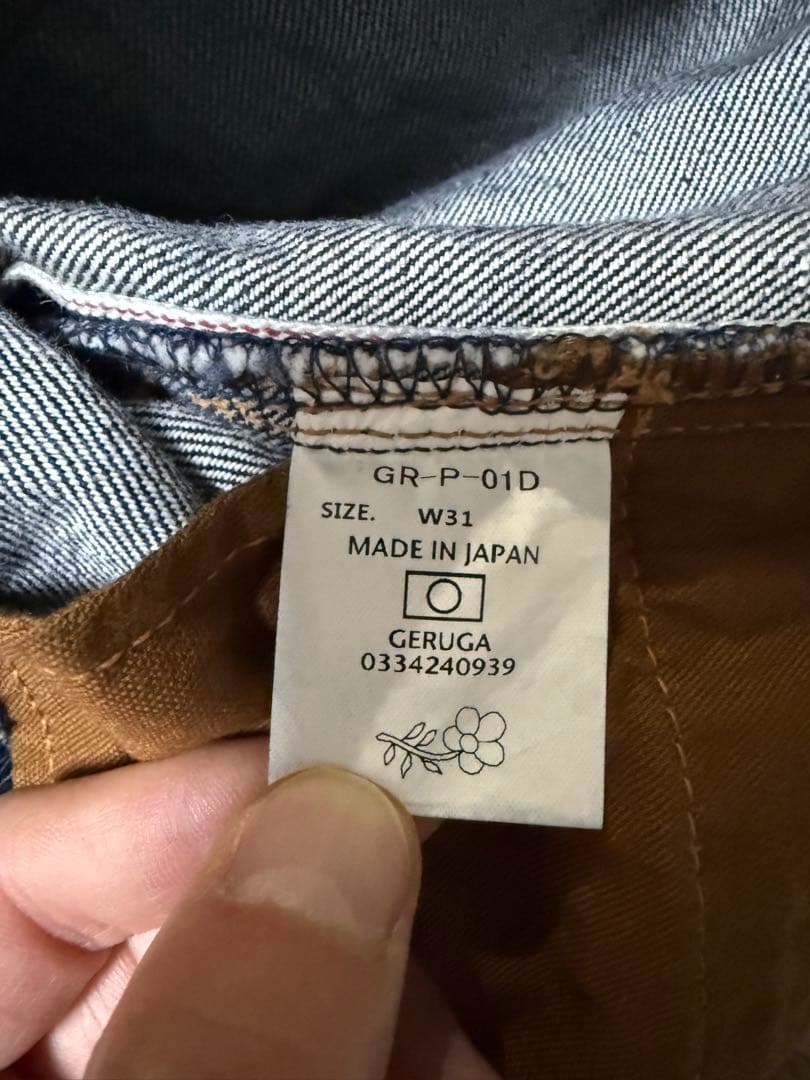 GR-P-01D
SIZE. W31
MADE IN JAPAN
GERUGA
0334240939